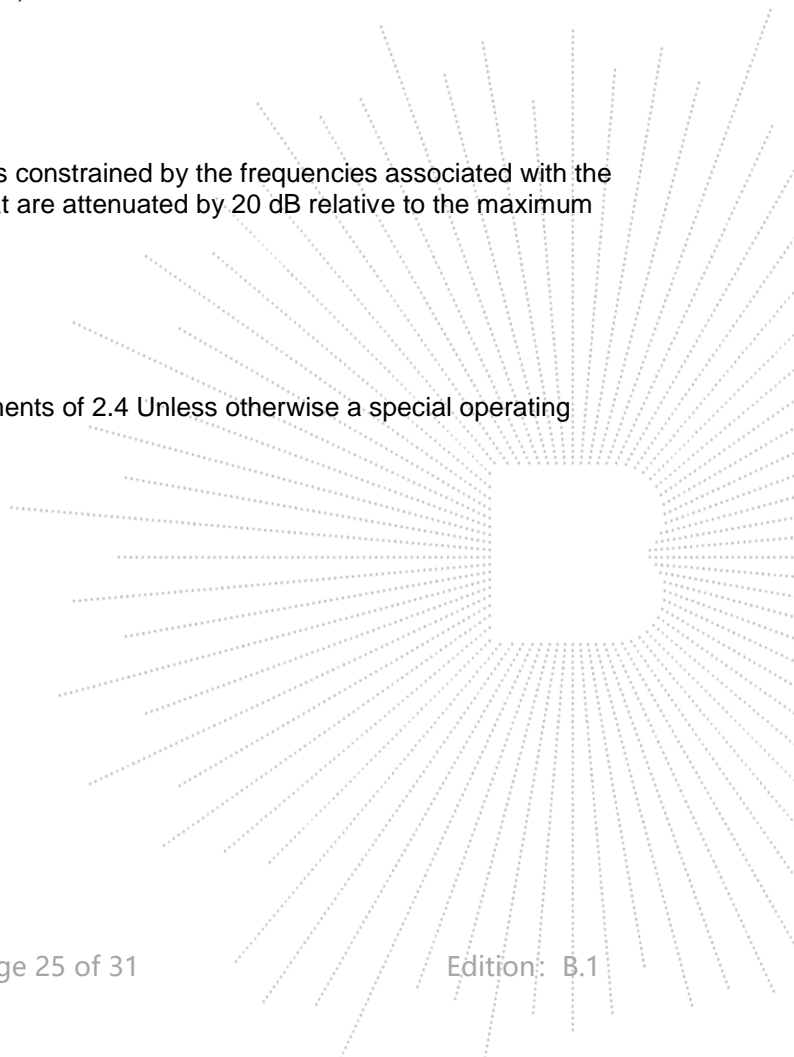 s constrained by the frequencies associated with the
t are attenuated by 20 dB relative to the maximum
nents of 2.4 Unless otherwise a special operating
ge 25 of 31 Edition: B.1